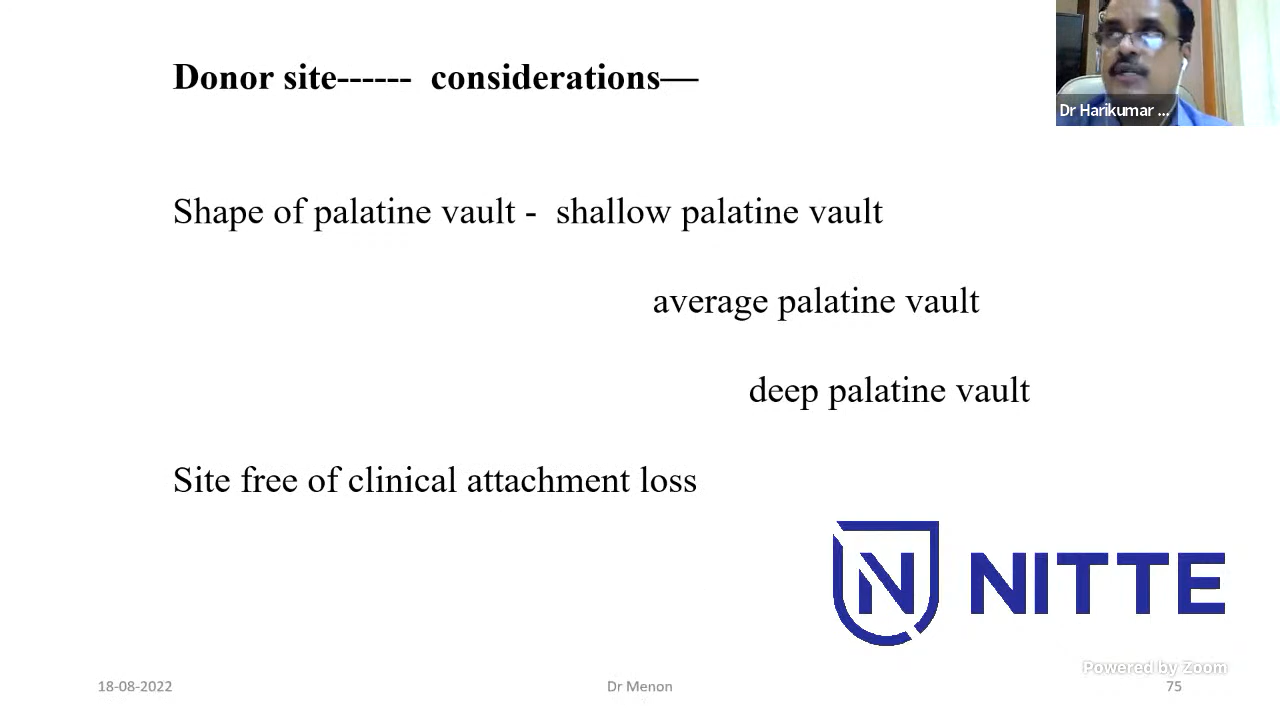 Donor site------ considerations—
Dr Harikumar ...
Shape of palatine vault - shallow palatine vault
average palatine vault
deep palatine vault
Site free of clinical attachment loss
N NITTE
Powered by Zoom
18-08-2022 Dr Menon 75